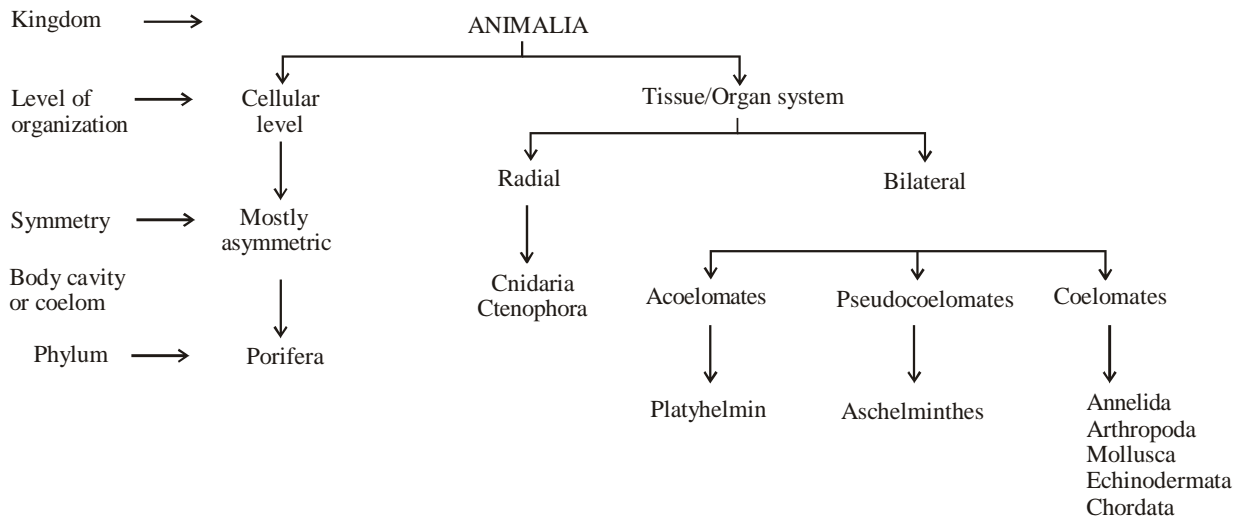 Kingdom
ANIMALIA
Level of
organization
Cellular
level
Tissue/Organ system
Radial
Bilateral
Symmetry
Mostly
asymmetric
Body cavity
or coelom
Cnidaria
Ctenophora
Acoelomates
Pseudocoelomates
Coelomates
Phylum
Porifera
Platyhelmin
Aschelminthes
Annelida
Arthropoda
Mollusca
Echinodermata
Chordata